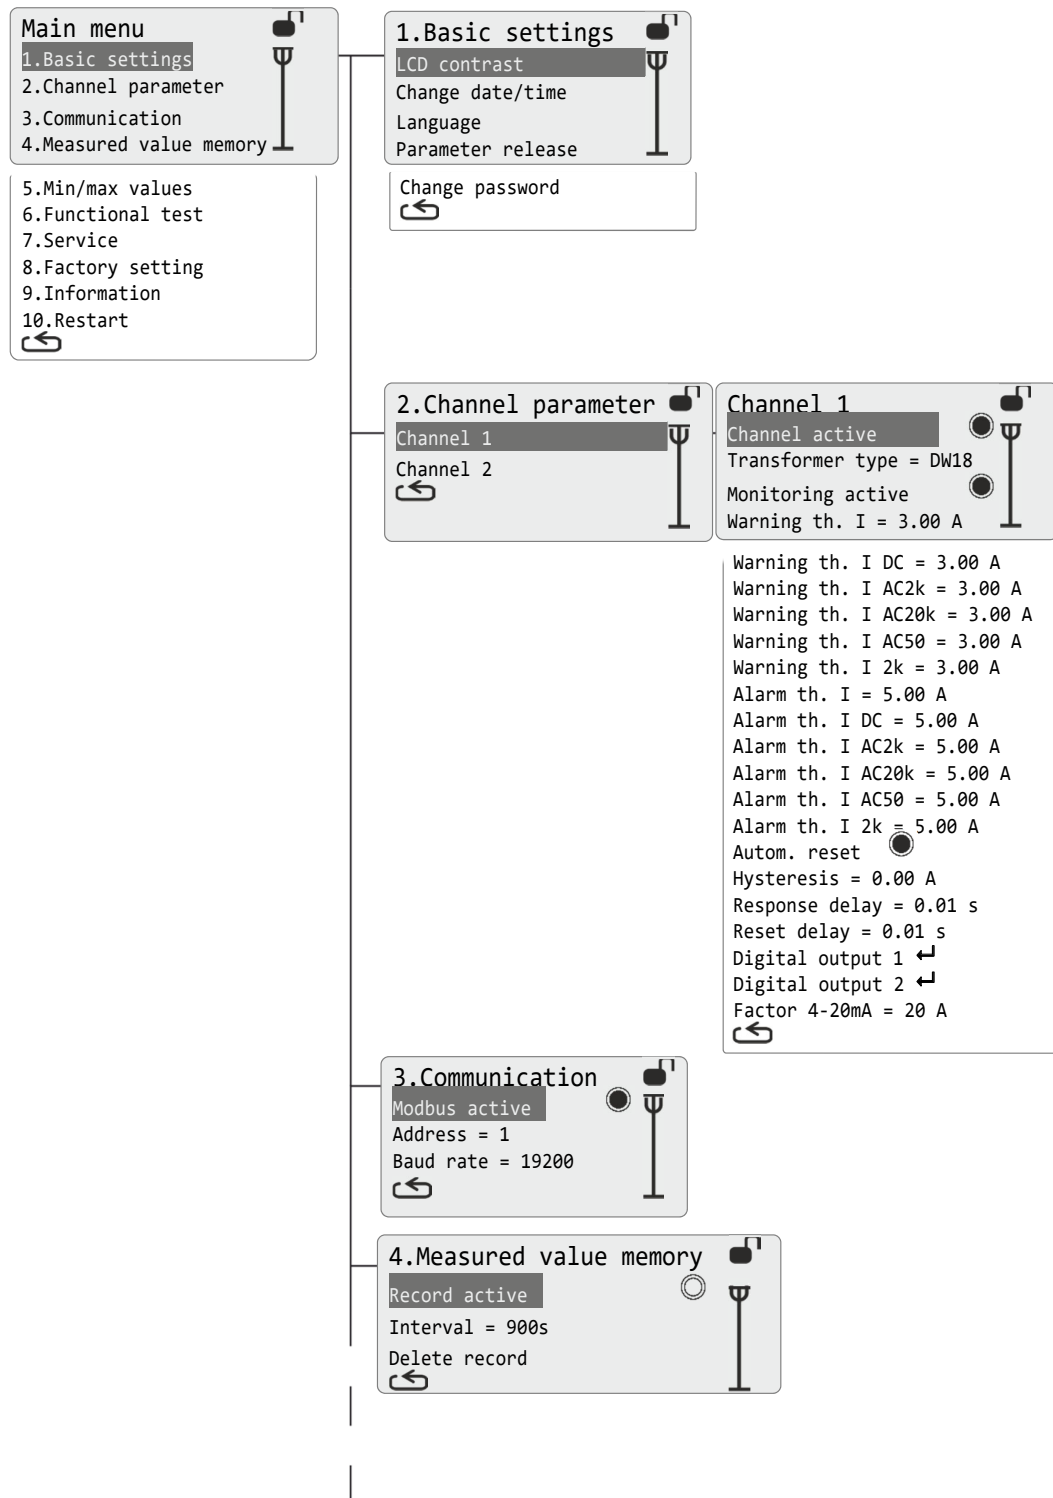 Main menu
1.Basic settings
2.Channel parameter
3.Communication
4.Measured value memory
5.Min/max values
6.Functional test
7.Service
8.Factory setting
9.Information
10.Restart
1.Basic settings
LCD contrast
Change date/time
Language
Parameter release
Change password
2.Channel parameter
Channel 1
Channel 2
Channel 1
Channel active
Transformer type = DW18
Monitoring active
Warning th. I = 3.00 A
Warning th. I DC = 3.00 A
Warning th. I AC2k = 3.00 A
Warning th. I AC20k = 3.00 A
Warning th. I AC50 = 3.00 A
Warning th. I 2k = 3.00 A
Alarm th. I = 5.00 A
Alarm th. I DC = 5.00 A
Alarm th. I AC2k = 5.00 A
Alarm th. I AC20k = 5.00 A
Alarm th. I AC50 = 5.00 A
Alarm th. I 2k = 5.00 A
Autom. reset
Hysteresis = 0.00 A
Response delay = 0.01 s
Reset delay = 0.01 s
Digital output 1
Digital output 2
Factor 4-20mA = 20 A
3.Communication
Modbus active
Address = 1
Baud rate = 19200
4.Measured value memory
Record active
Interval = 900s
Delete record